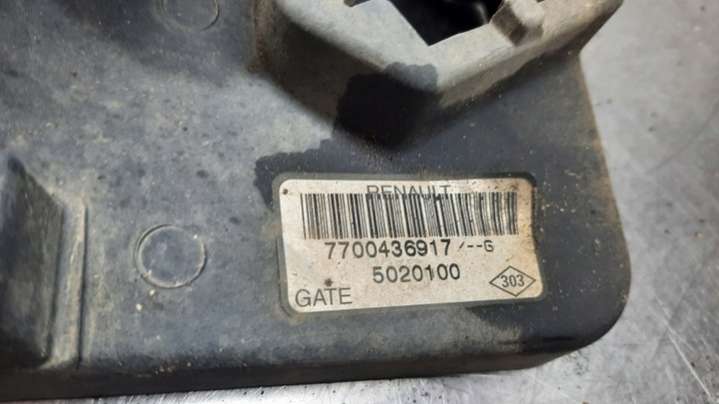 RENAULT
7700436917/--G
5020100
GATE
303